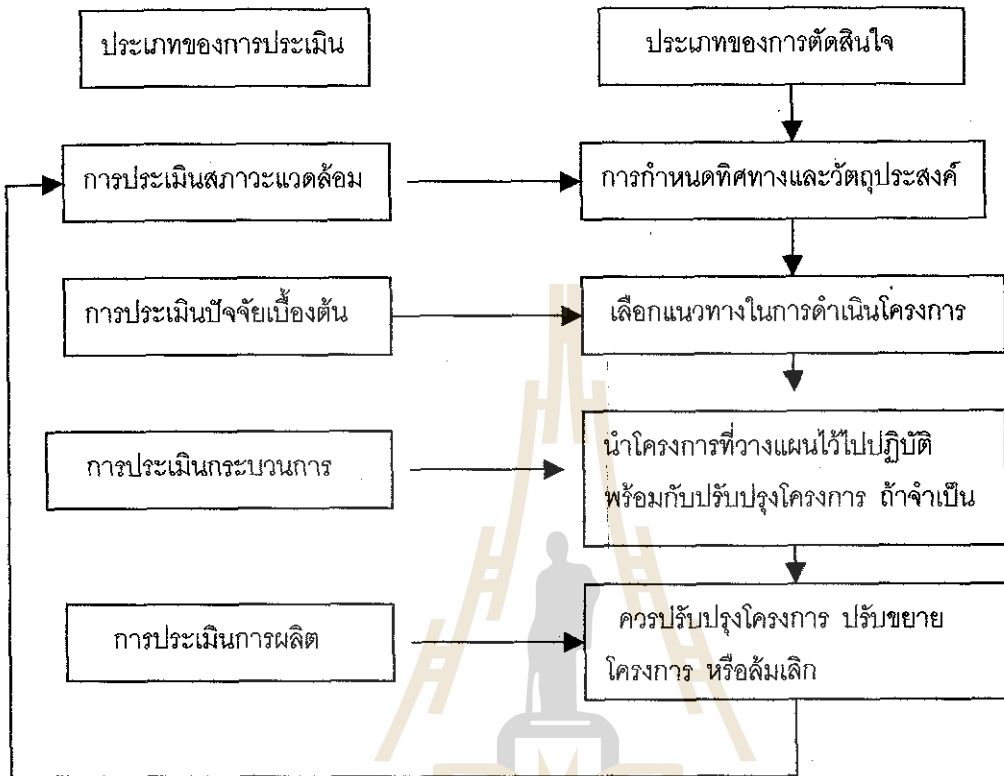 ประเภทของการประเมิน
ประเภทของการตัดสินใจ
การประเมินสภาวะแวดล้อม
การกำหนดทิศทางและวัตถุประสงค์
การประเมินปัจจัยเบื้องต้น
เลือกแนวทางในการดำเนินโครงการ
การประเมินกระบวนการ
นำโครงการที่วางแผนไว้ไปปฏิบัติ
พร้อมกับปรับปรุงโครงการ ถ้าจำเป็น
การประเมินการผลิต
ควรปรับปรุงโครงการ ปรับขยาย
โครงการ หรือล้มเลิก